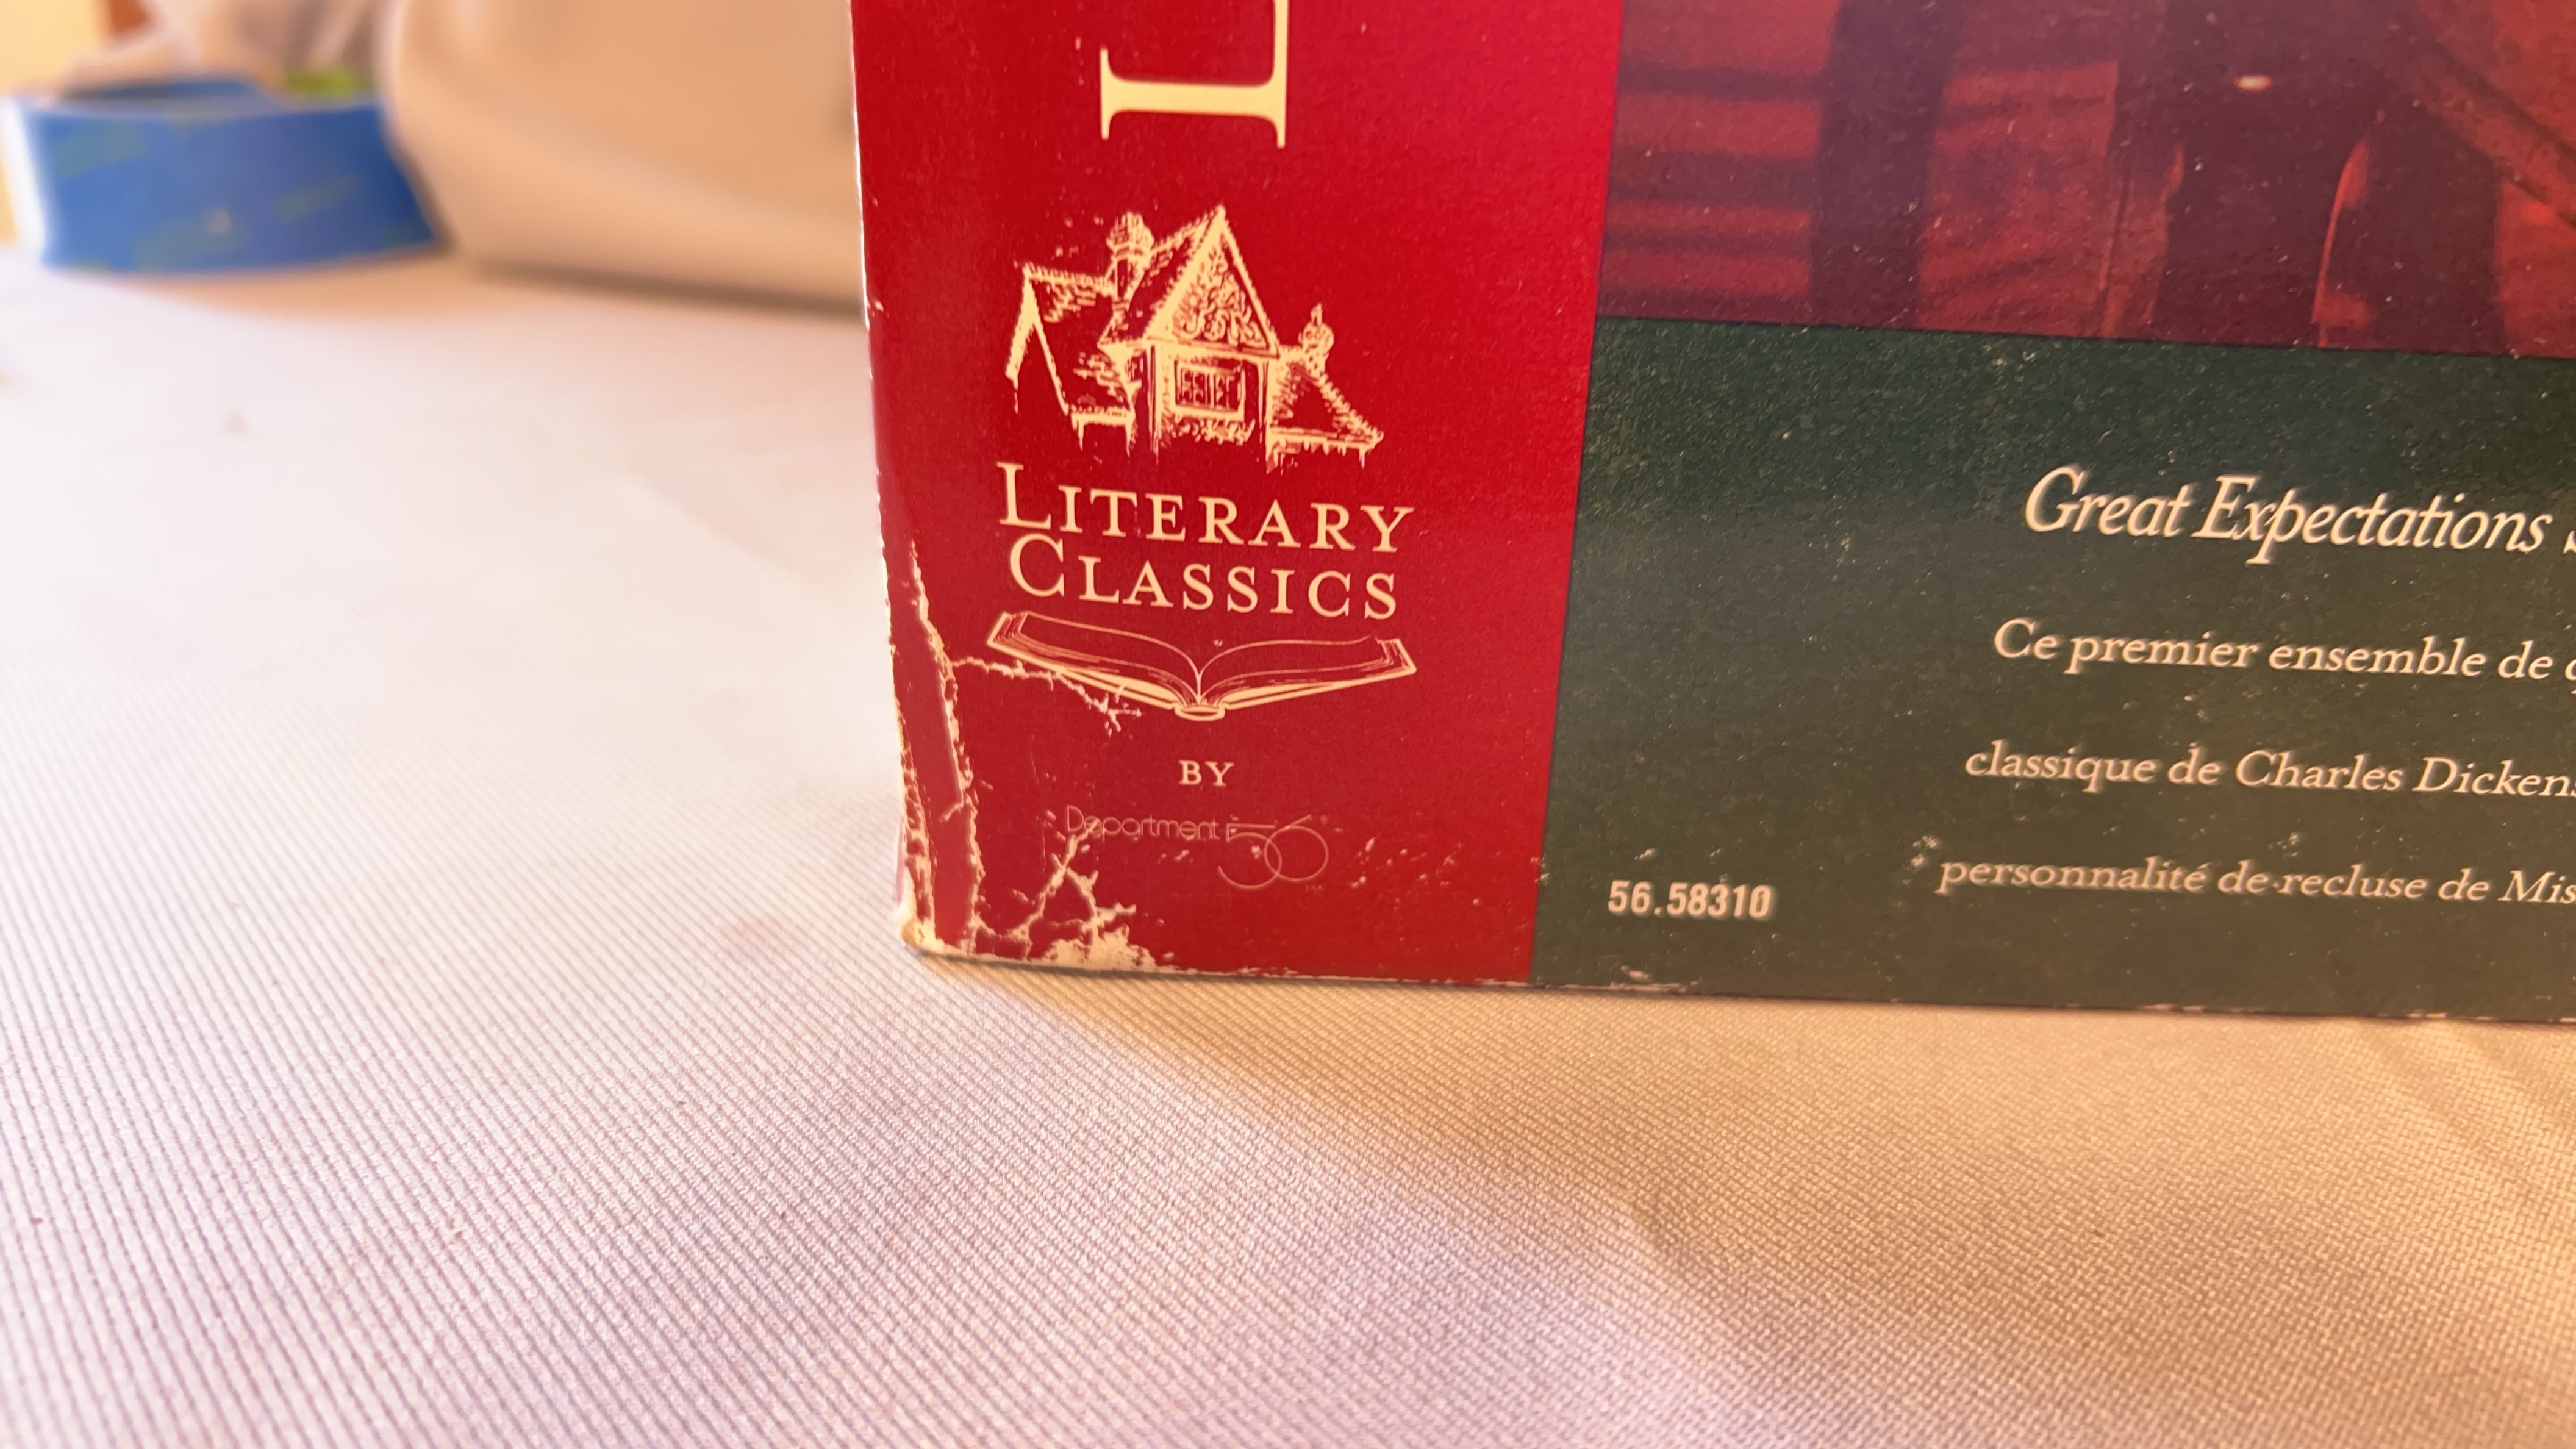 L
LITERARY
CLASSICS
BY
Department 56
56.58310
Great Expectations
Ce premier ensemble de
classique de Charles Dickens
personnalité de recluse de